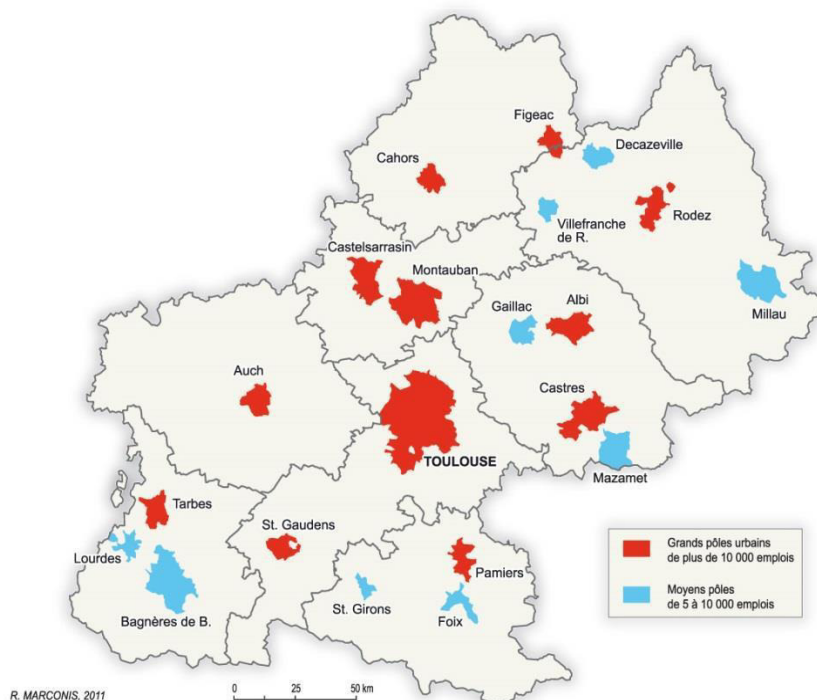 Figeac
Decazeville
Cahors
Villefranche
de R.
Rodez
Castelsarrasin
Montauban
Millau
Gaillac
Albi
Auch
Castres
TOULOUSE
Mazamet
Tarbes
St. Gaudens
Lourdes
Pamiers
Bagnères de B.
St. Girons
Foix
Grands pôles urbains
de plus de 10 000 emplois
Moyens pôles
de 5 à 10 000 emplois
R. MARCONIS, 2011
0 25 50 km